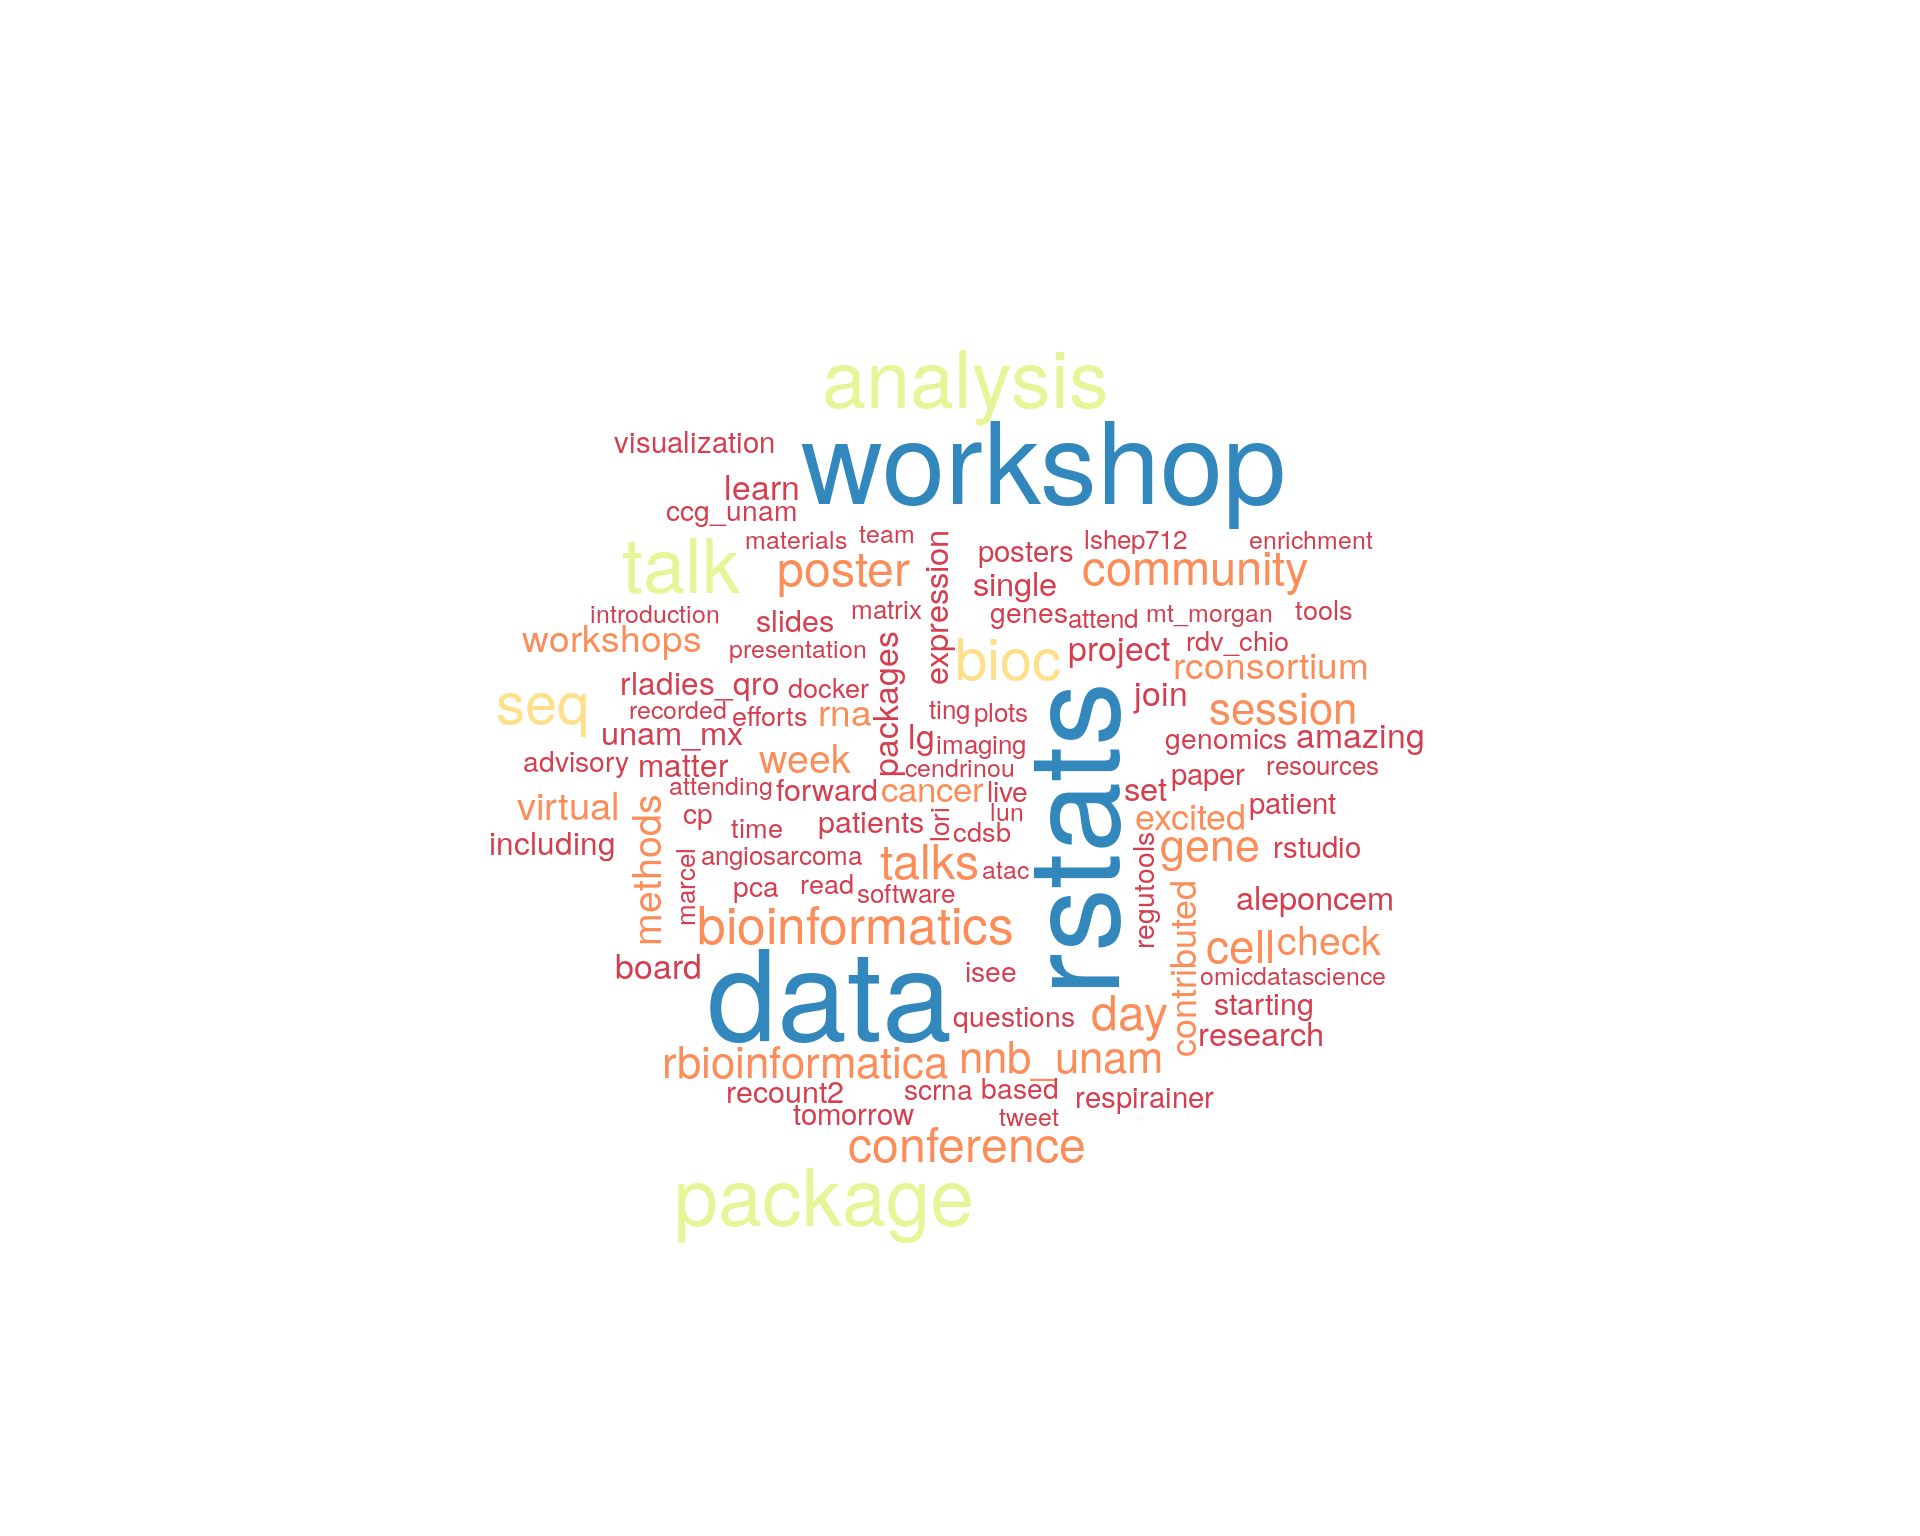 analysis
visualization
workshop
learn
ccg_unam
materials
team
expression
posters
lshep712
enrichment
talk
poster
single
community
introduction
slides
matrix
genes
attend
mt_morgan
tools
workshops
presentation
packages
bioc
project
rdv_chio
rconsortium
seq
rladies_qro
docker
join
recorded
efforts
rna
ting
plots
rstats
session
unam_mx
lg
imaging
genomics
amazing
advisory
matter
week
cendrinou
paper
resources
attending
forward
cancer
live
set
virtual
methods
cp
time
patients
lori
lun
cdsb
excited
patient
including
marcel
angiosarcoma
talks
atac
regutools
gene
rstudio
pca
read
software
contributed
aleponcem
bioinformatics
cell
check
board
data
isee
omicdatascience
questions
day
starting
research
rbioinformatica
nnb_unam
recount2
scrna
based
respirainer
tomorrow
tweet
conference
package